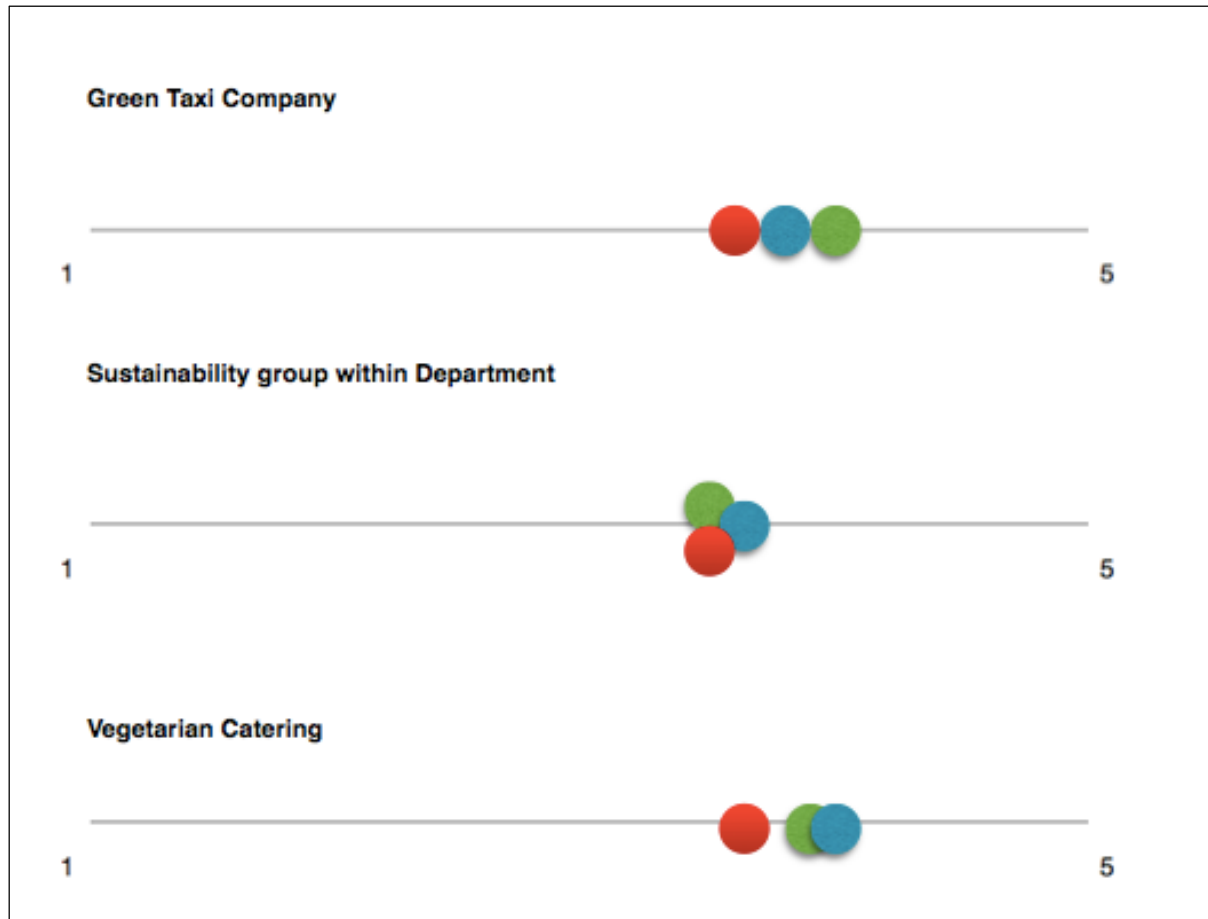 Green Taxi Company
1 5
Sustainability group within Department
1 5
Vegetarian Catering
1 5